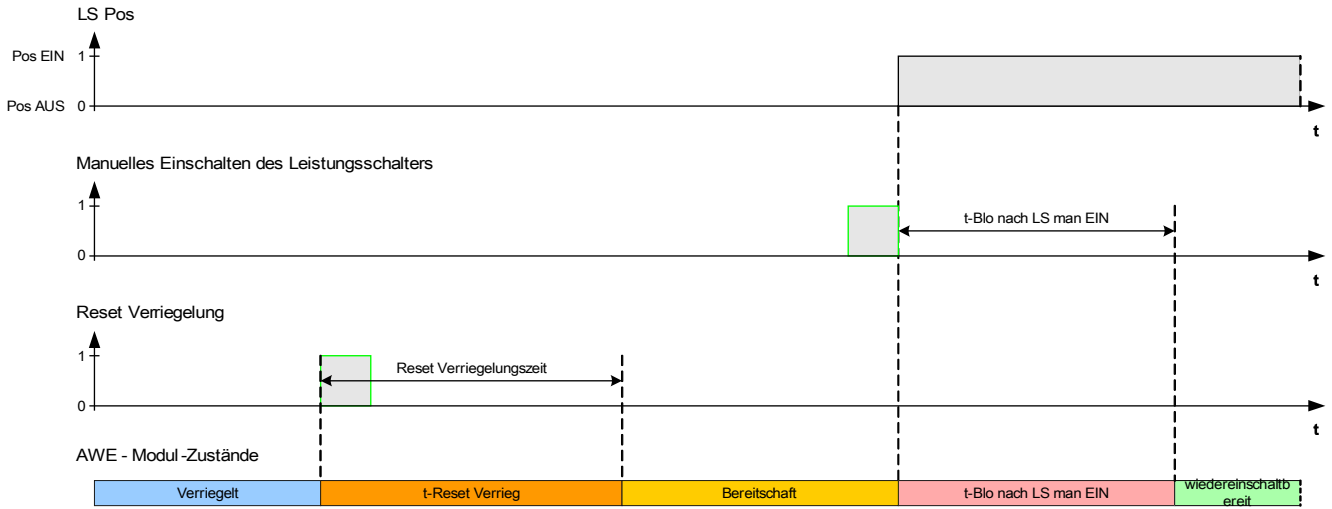 LS Pos
Pos EIN 1
Pos AUS 0
t
Manuelles Einschalten des Leistungsschalters
1
t-Blo nach LS man EIN
0
t
Reset Verriegelung
1
Reset Verriegelungszeit
0
t
AWE - Modul -Zustände
Verriegelt
t-Reset Verrieg
Bereitschaft
t-Blo nach LS man EIN
wiedereinschaltb
ereit